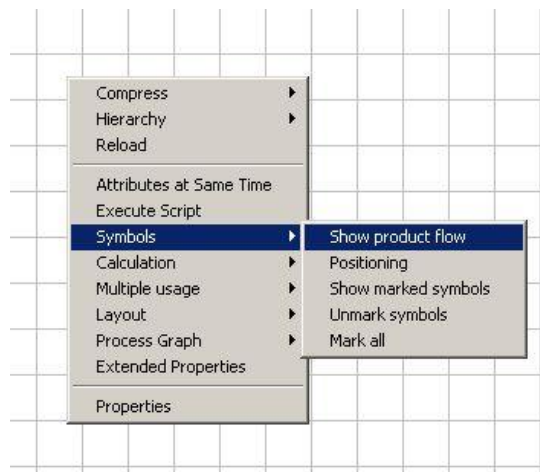 Compress
Hierarchy
Reload
Attributes at Same Time
Execute Script
Symbols
Calculation
Multiple usage
Layout
Process Graph
Extended Properties
Properties
Show product flow
Positioning
Show marked symbols
Unmark symbols
Mark all